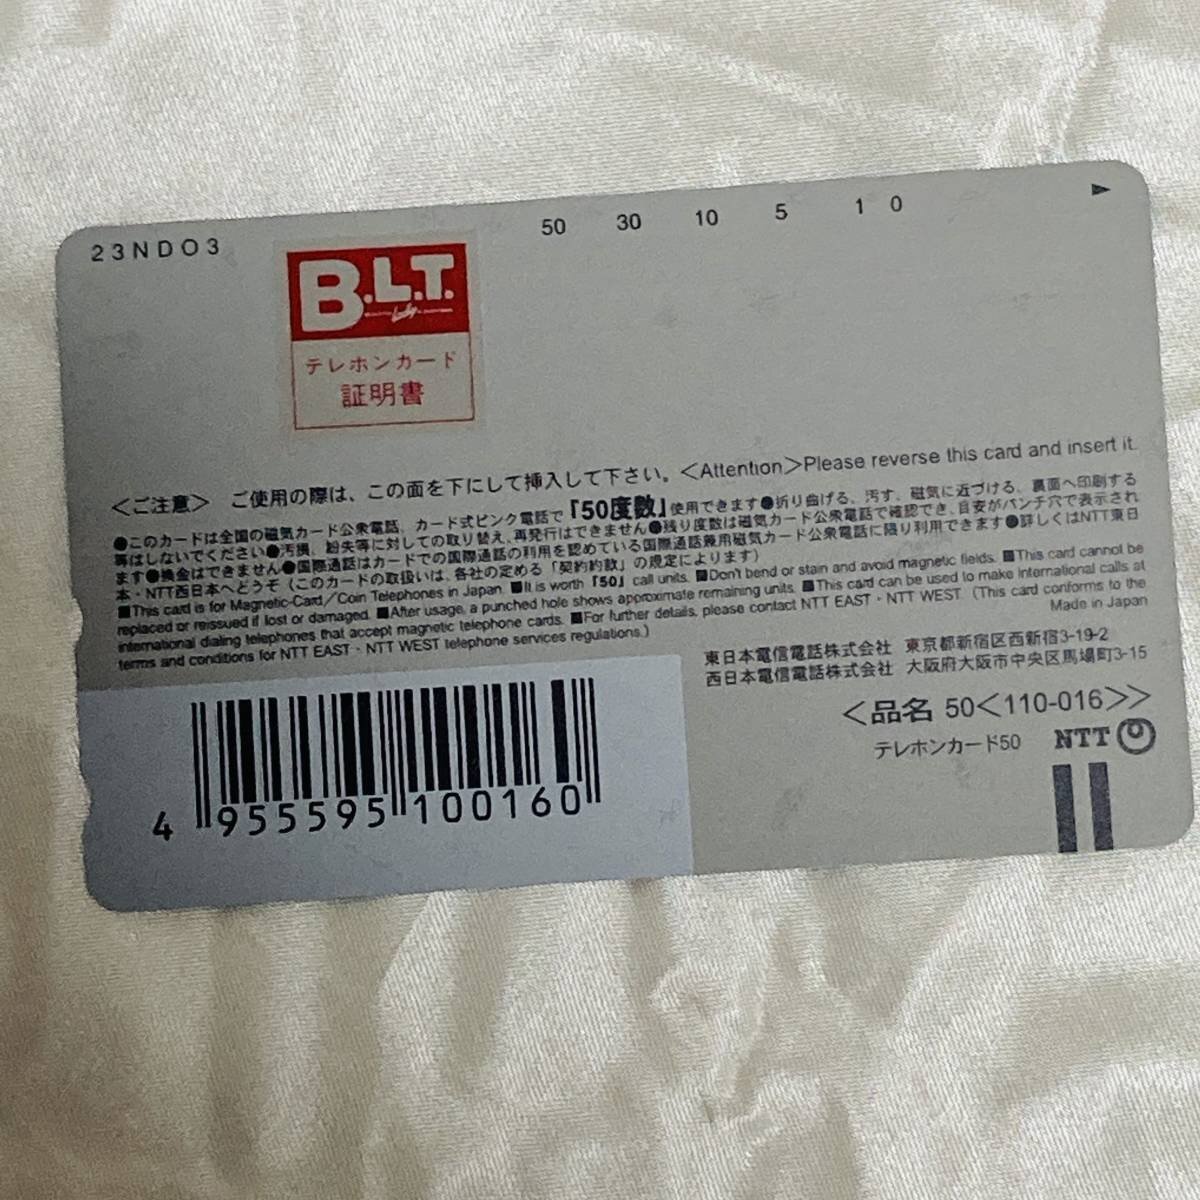 23NDO3
50 30 10 5 1 0
B.L.T.
テレホンカード
証明書
＜ご注意＞ ご使用の際は、この面を下にして挿入して下さい。＜Attention＞Please reverse this card and insert it.
●このカードは全国の磁気カード公衆電話、カード式ピンク電話で『50度数』使用できます●折り曲げる、汚す、磁気に近づける、裏面へ印刷する
等はしないでください●汚損、紛失等に対しての取り替え、再発行はできません●残り度数は磁気カード公衆電話で確認でき、目安がパンチ穴で表示され
ます●換金はできません●国際通話はカードでの国際通話の利用を認めている国際通話兼用磁気カード公衆電話に限り利用できます●詳しくはNTT東日
本・NTT西日本へどうぞ（このカードの取扱いは、各社の定める「契約約款」の規定によります）
■This card is for Magnetic-Card／Coin Telephones in Japan. ■It is worth『50』call units. ■Don't bend or stain and avoid magnetic fields. ■This card cannot be
replaced or reissued if lost or damaged. ■After usage, a punched hole shows approximate remaining units. ■This card can be used to make international calls at
international dialing telephones that accept magnetic telephone cards. ■For further details, please contact NTT EAST・NTT WEST. (This card conforms to the
terms and conditions for NTT EAST・NTT WEST telephone services regulations.)
Made in Japan
東日本電信電話株式会社 東京都新宿区西新宿3-19-2
西日本電信電話株式会社 大阪府大阪市中央区馬場町3-15
＜品名 50＜110-016＞＞
テレホンカード50 NTT
4 955595 100160